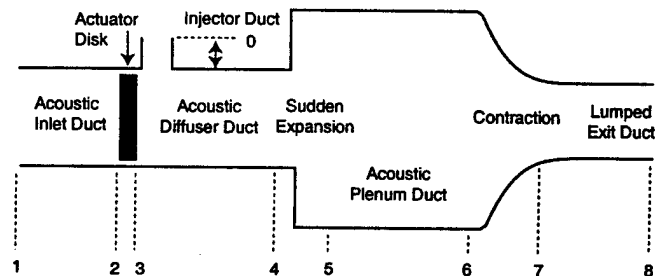 Actuator
Disk
Injector Duct
0
Acoustic
Inlet Duct
Acoustic
Diffuser Duct
Sudden
Expansion
Contraction
Lumped
Exit Duct
Acoustic
Plenum Duct
1 2 3 4 5 6 7 8